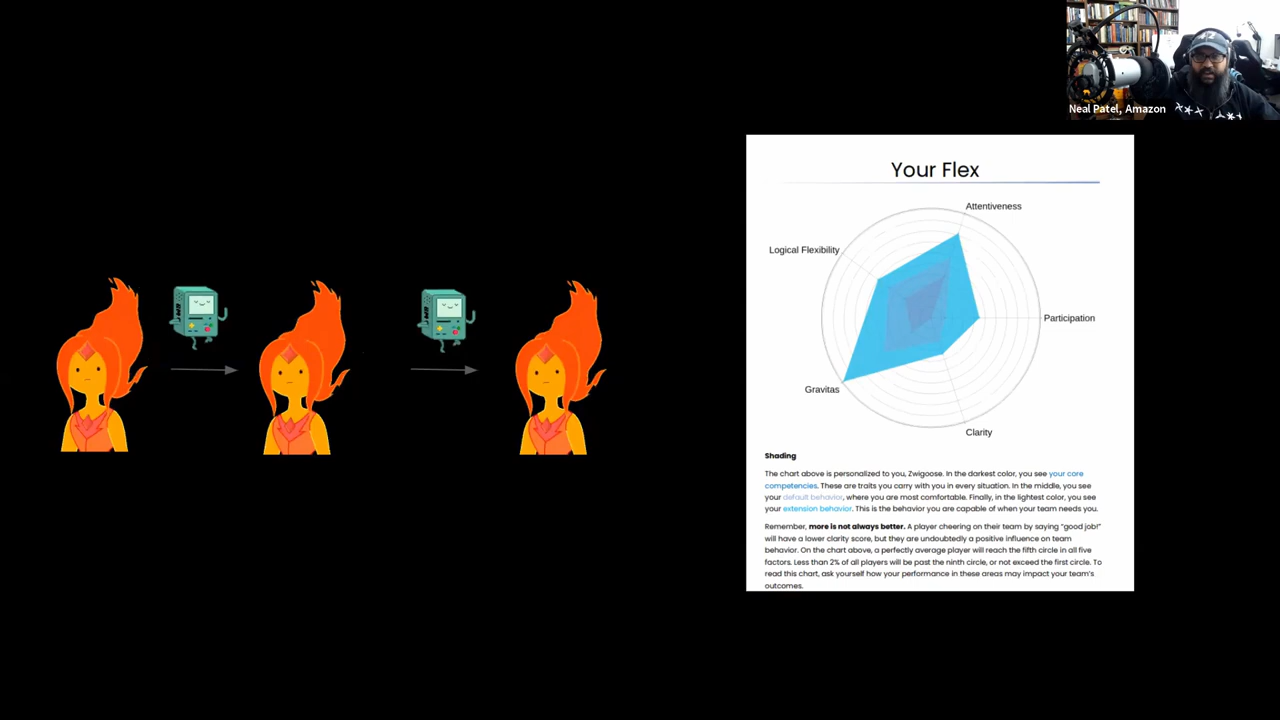 Neal Patel, Amazon
Your Flex
Attentiveness
Logical Flexibility
Participation
Gravitas
Clarity
Shading
The chart above is personalized to you, Zwigoose. In the darkest color, you see your core
competencies. These are traits you carry with you in every situation. In the middle, you see
your default behavior, where you are most comfortable. Finally, in the lightest color, you see
your extension behavior. This is the behavior you are capable of when your team needs you.
Remember, more is not always better. A player cheering on their team by saying "good job!"
will have a lower clarity score, but they are undoubtedly a positive influence on team
behavior. On the chart above, a perfectly average player will reach the fifth circle in all five
factors. Less than 2% of all players will be past the ninth circle, or not exceed the first circle. To
read this chart, ask yourself how your performance in these areas may impact your team's
outcomes.